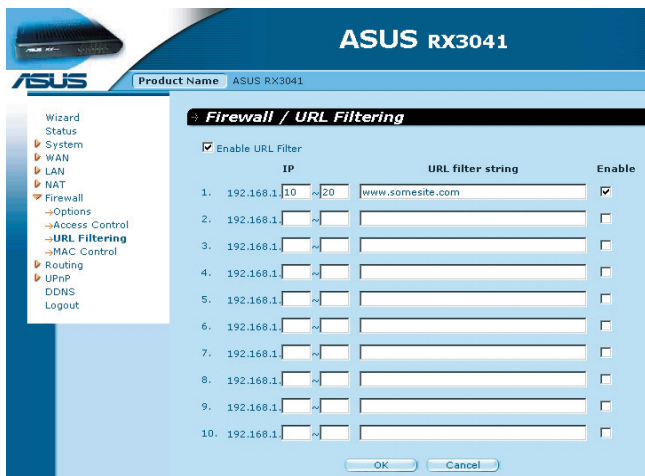 ASUS RX3041
ASUS
Product Name ASUS RX3041
Wizard
Status
System
WAN
LAN
NAT
Firewall
→Options
→Access Control
→URL Filtering
→MAC Control
Routing
UPnP
DDNS
Logout
Firewall / URL Filtering
Enable URL Filter
IP URL filter string Enable
1. 192.168.1. 10 ~ 20 www.somesite.com
2. 192.168.1. ~
3. 192.168.1. ~
4. 192.168.1. ~
5. 192.168.1. ~
6. 192.168.1. ~
7. 192.168.1. ~
8. 192.168.1. ~
9. 192.168.1. ~
10. 192.168.1. ~
OK Cancel